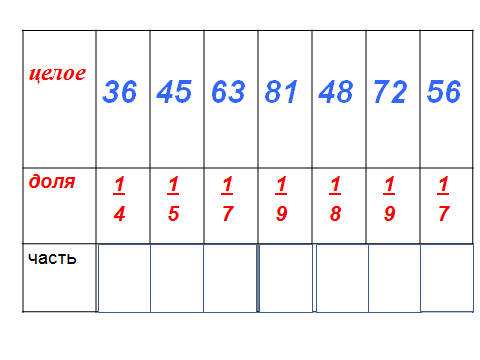 целое 36 45 63 81 48 72 56
доля 1/4 1/5 1/7 1/9 1/8 1/9 1/7
часть